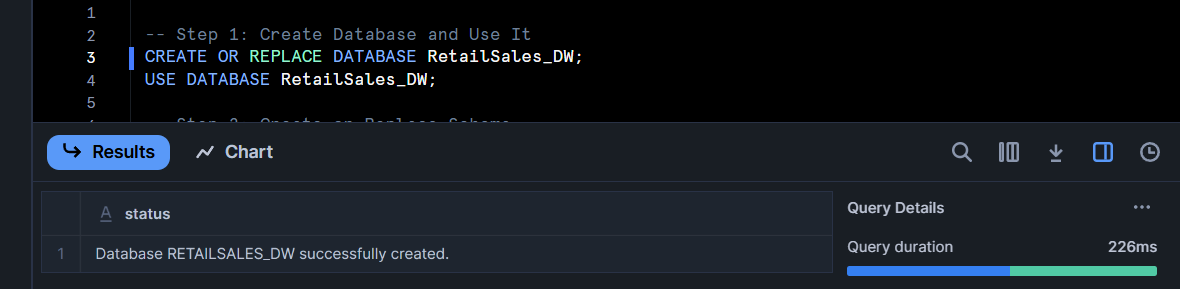 1
2 -- Step 1: Create Database and Use It
3 CREATE OR REPLACE DATABASE RetailSales_DW;
4 USE DATABASE RetailSales_DW;
5
Results Chart
A status
1 Database RETAILSALES_DW successfully created.
Query Details ...
Query duration 226ms